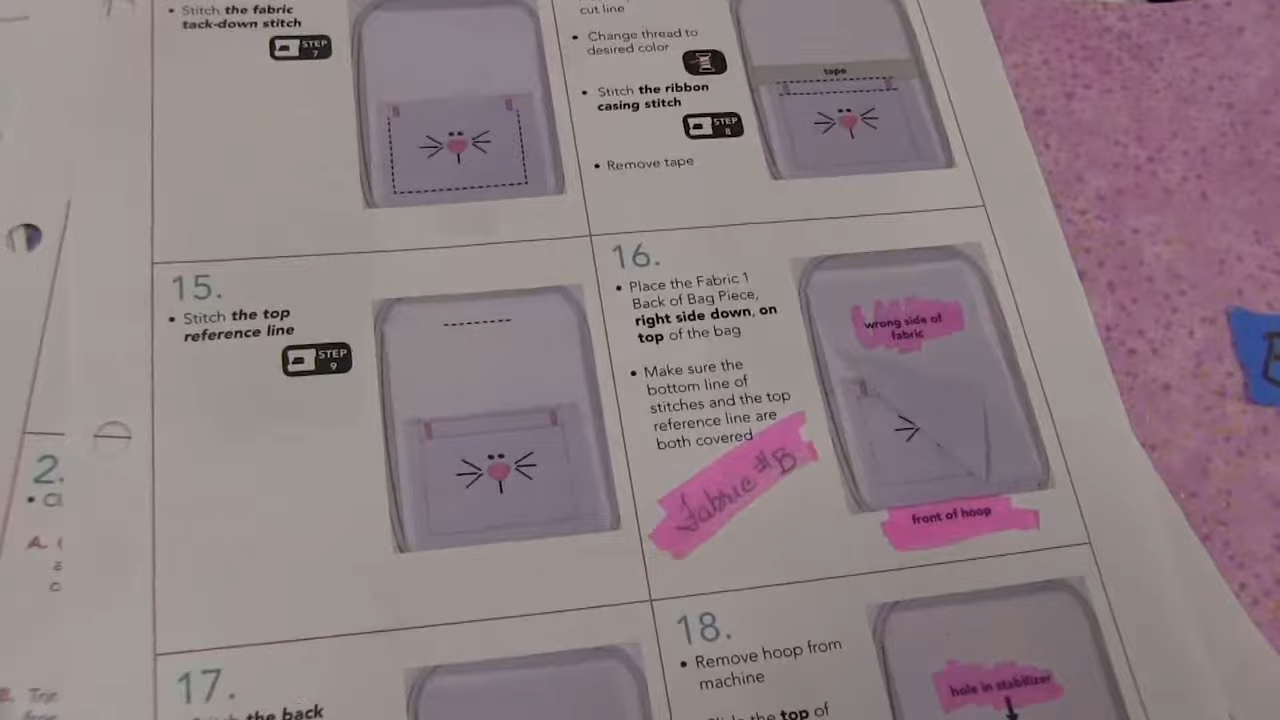 • Stitch the fabric
tack-down stitch
STEP
7
cut line
• Change thread to
desired color
• Stitch the ribbon
casing stitch
STEP
8
• Remove tape
tape
15.
• Stitch the top
reference line
STEP
9
16.
• Place the Fabric 1
Back of Bag Piece,
right side down, on
top of the bag
• Make sure the
bottom line of
stitches and the top
reference line are
both covered
Fabric #B
wrong side of
fabric
front of hoop
2.
17.
the back
18.
• Remove hoop from
machine
the top of
hole in stabilizer